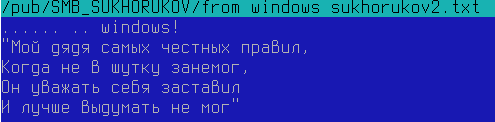 /pub/SMB_SUKHORUKOV/from windows sukhorukov2.txt
...... .. windows!
"Мой дядя самых честных правил,
Когда не в шутку занемог,
Он уважать себя заставил
И лучше выдумать не мог"